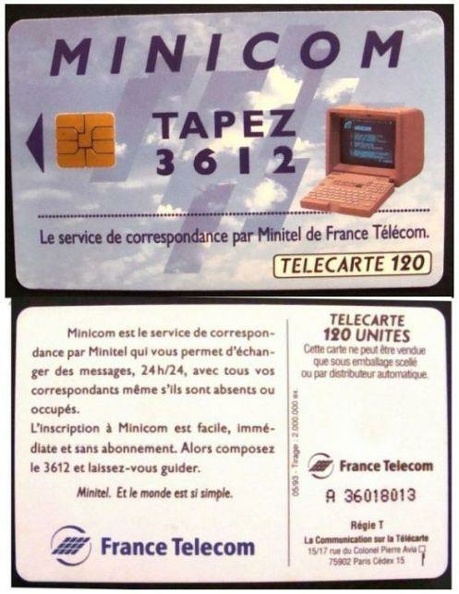 MINICOM
TAPEZ
3612
MINICOM
Le service de correspondance par Minitel de France Télécom.
TELECARTE 120
Minicom est le service de correspon-
dance par Minitel qui vous permet d'échan-
ger des messages, 24h/24, avec tous vos
correspondants même s'ils sont absents ou
occupés.
L'inscription à Minicom est facile, immé-
diate et sans abonnement. Alors composez
le 3612 et laissez-vous guider.
Minitel. Et le monde est si simple.
France Telecom
05/93 - Tirage : 2.000.000 ex.
TELECARTE
120 UNITES
Cette carte ne peut être vendue
que sous emballage scellé
ou par distributeur automatique.
France Telecom
A 36018013
Régie T
La Communication sur la Télécarte
15/17 rue du Colonel Pierre Avia
75902 Paris Cédex 15